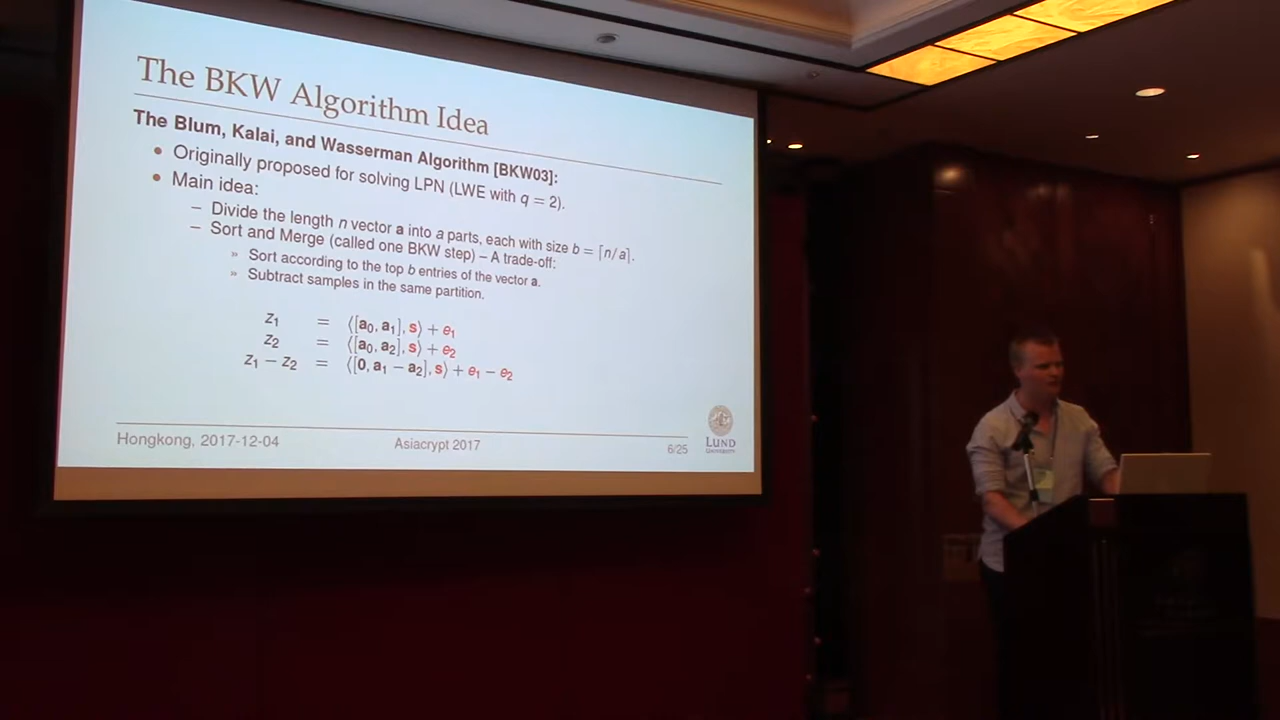 The BKW Algorithm Idea
The Blum, Kalai, and Wasserman Algorithm [BKW03]:
• Originally proposed for solving LPN (LWE with q = 2).
• Main idea:
– Divide the length n vector a into a parts, each with size b = ⌈n/a⌉.
– Sort and Merge (called one BKW step) – A trade-off:
» Sort according to the top b entries of the vector a.
» Subtract samples in the same partition.
z₁ = ⟨[a₀, a₁], s⟩ + e₁
z₂ = ⟨[a₀, a₂], s⟩ + e₂
z₁ − z₂ = ⟨[0, a₁ − a₂], s⟩ + e₁ − e₂
Hongkong, 2017-12-04 Asiacrypt 2017 6/25
LUND
UNIVERSITY